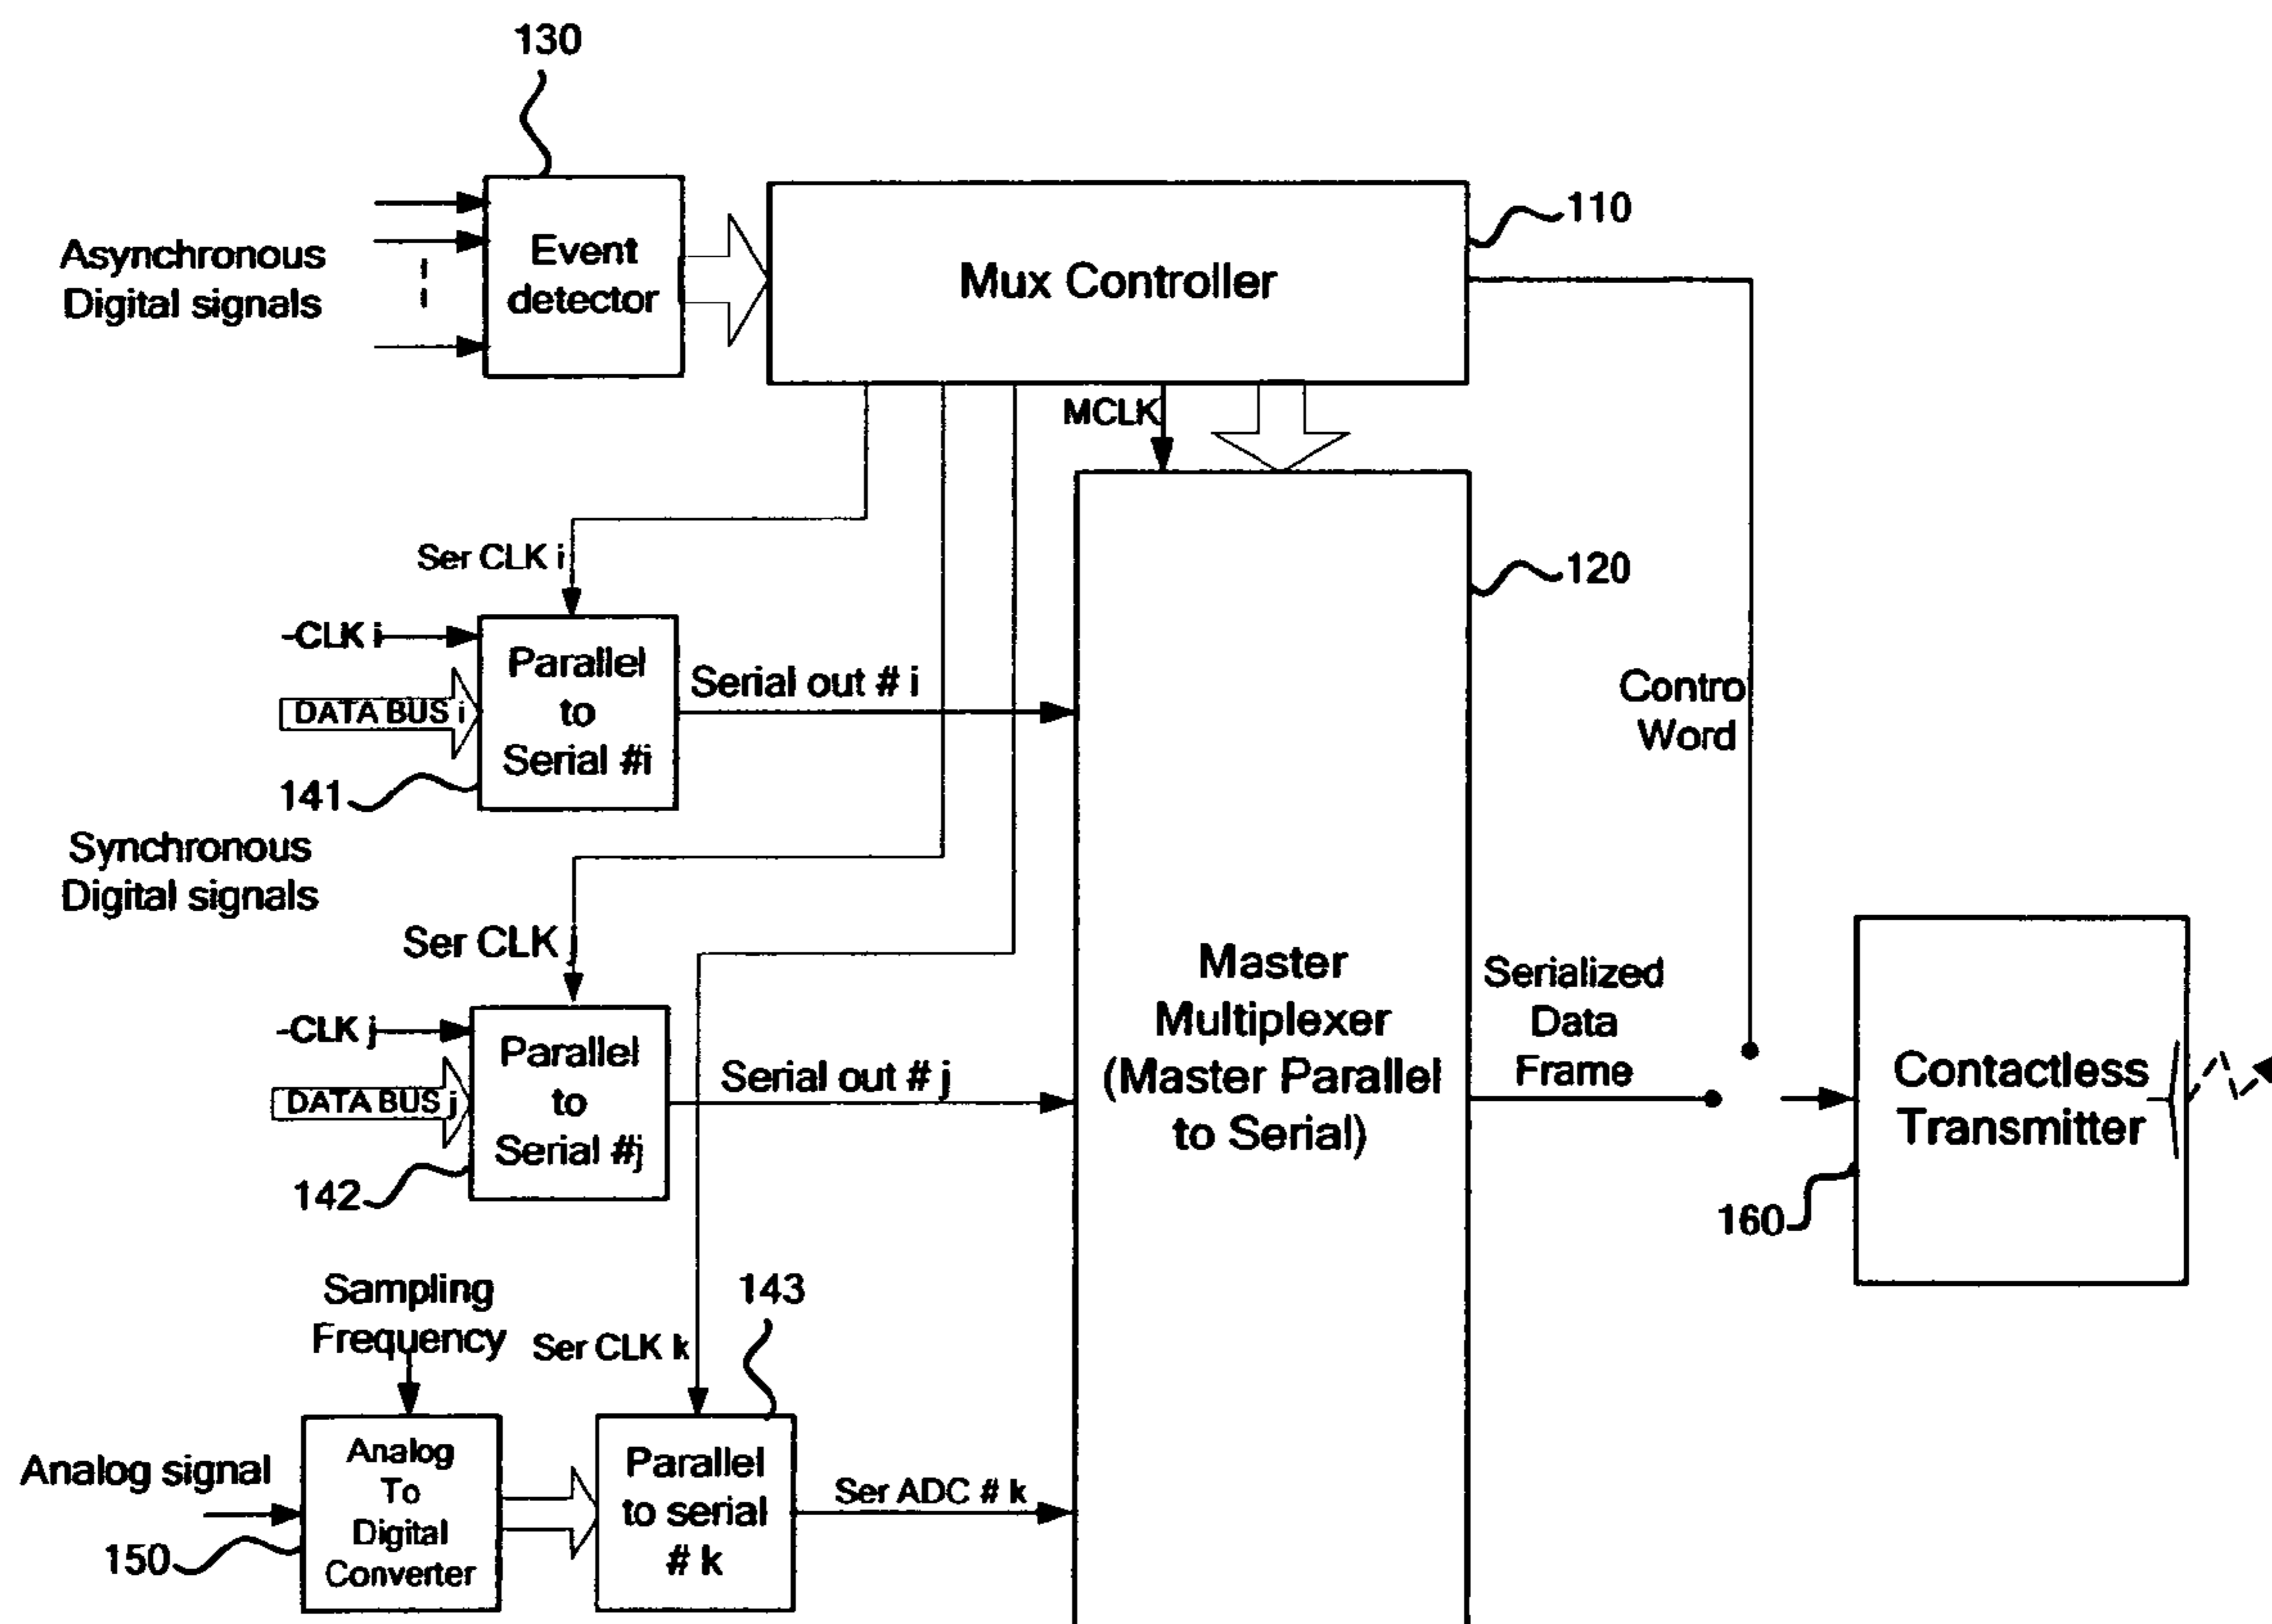 130
Asynchronous
Digital signals
Event
detector
Mux Controller
110
MCLK
Ser CLK i
120
-CLK i
DATA BUS i
Parallel
to
Serial #i
Serial out # i
141
Contro
Word
Synchronous
Digital signals
Ser CLK j
-CLK j
DATA BUS j
Parallel
to
Serial #j
Serial out # j
142
Master
Multiplexer
(Master Parallel
to Serial)
Serialized
Data
Frame
Contactless
Transmitter
160
Sampling
Frequency
Ser CLK k
143
Analog signal
Analog
To
Digital
Converter
150
Parallel
to serial
# k
Ser ADC # k